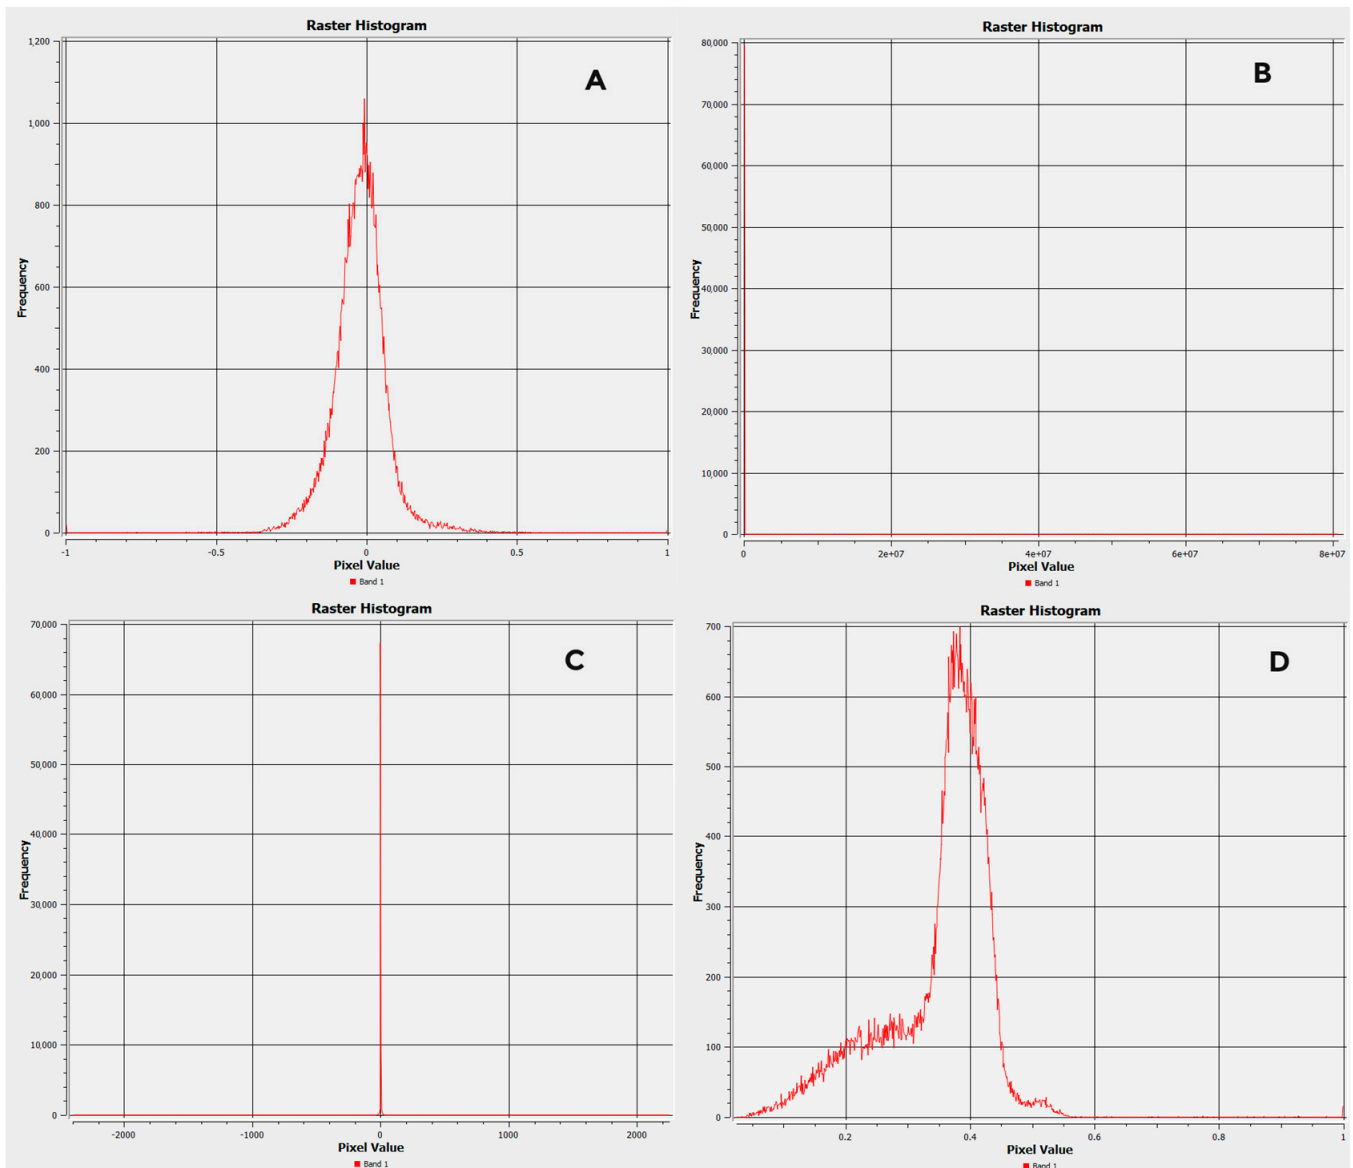 Raster Histogram
A
1,200
1,000
800
600
400
200
0
Frequency
-1
-0.5
0
0.5
1
Pixel Value
Band 1
Raster Histogram
B
80,000
70,000
60,000
50,000
40,000
30,000
20,000
10,000
0
Frequency
0
2e+07
4e+07
6e+07
8e+07
Pixel Value
Band 1
Raster Histogram
C
70,000
60,000
50,000
40,000
30,000
20,000
10,000
0
Frequency
-2000
-1000
0
1000
2000
Pixel Value
Band 1
Raster Histogram
D
700
600
500
400
300
200
100
0
Frequency
0.2
0.4
0.6
0.8
1
Pixel Value
Band 1